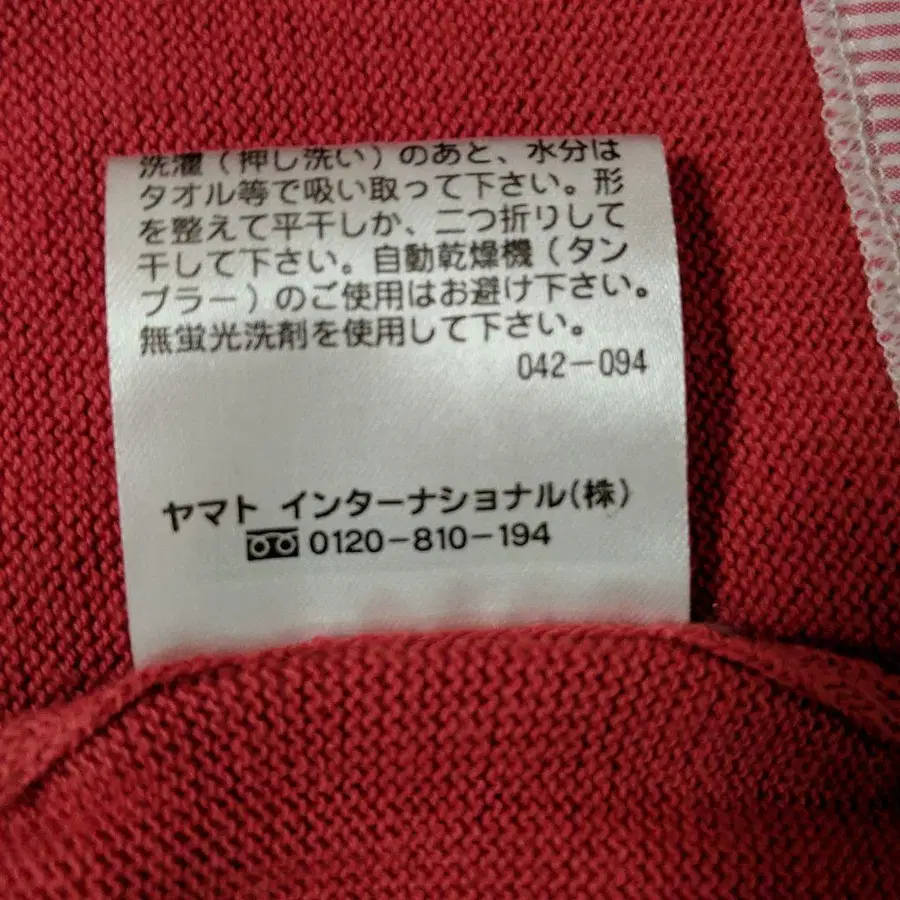 洗濯（押し洗い）のあと、水分は
タオル等で吸い取って下さい。形
を整えて平干しか、二つ折りして
干して下さい。自動乾燥機（タン
ブラー）のご使用はお避け下さい。
無蛍光洗剤を使用して下さい。
042-094
ヤマト インターナショナル(株)
0120-810-194